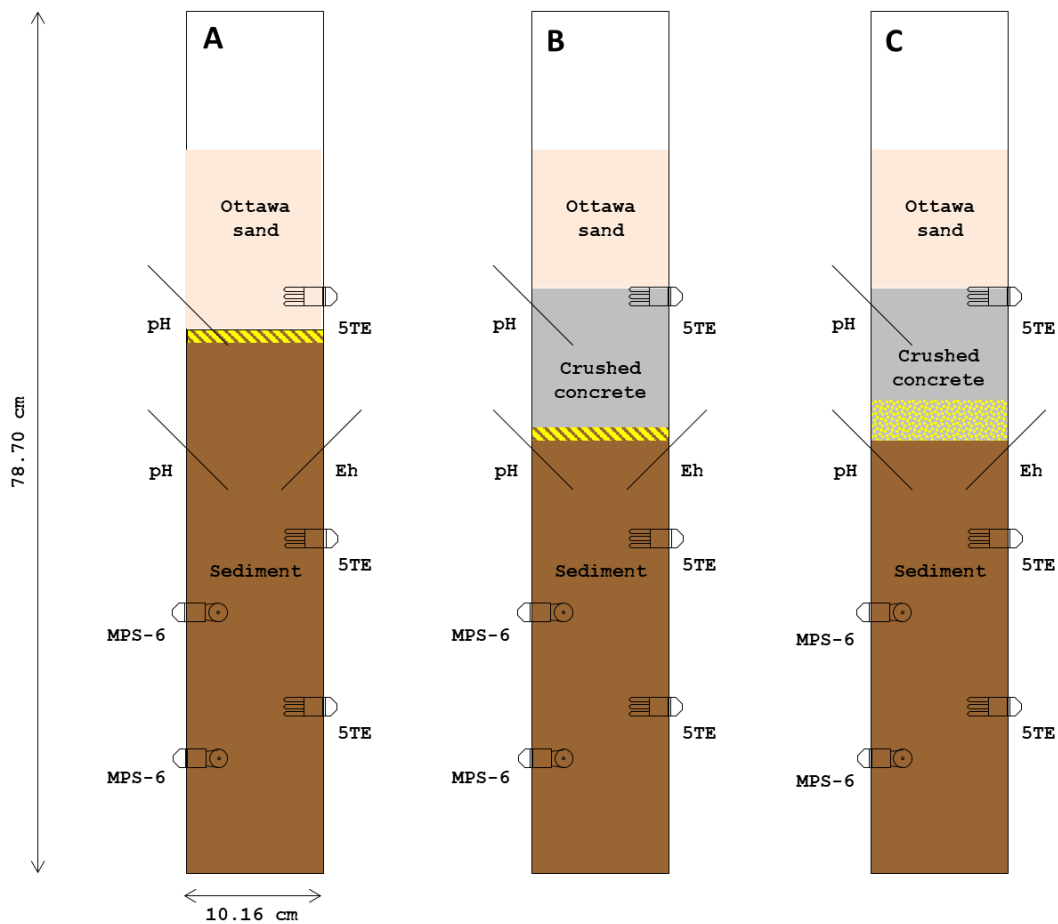 A
B
C
Ottawa
sand
Ottawa
sand
Ottawa
sand
pH
5TE
pH
5TE
pH
5TE
Crushed
concrete
Crushed
concrete
78.70 cm
pH
Eh
pH
Eh
pH
Eh
Sediment
5TE
Sediment
5TE
Sediment
5TE
MPS-6
MPS-6
MPS-6
5TE
5TE
5TE
MPS-6
MPS-6
MPS-6
10.16 cm